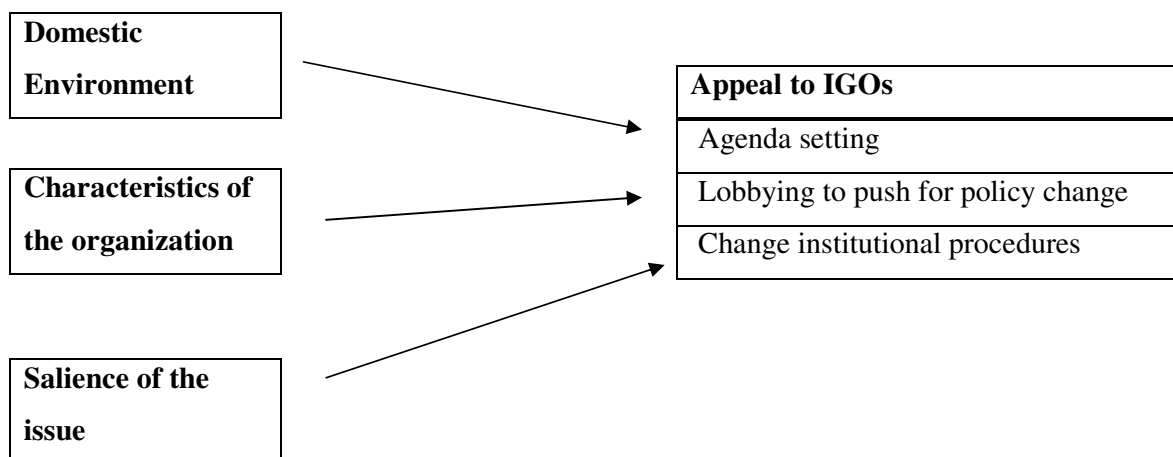 Domestic
Environment
Characteristics of
the organization
Salience of the
issue
Appeal to IGOs
Agenda setting
Lobbying to push for policy change
Change institutional procedures